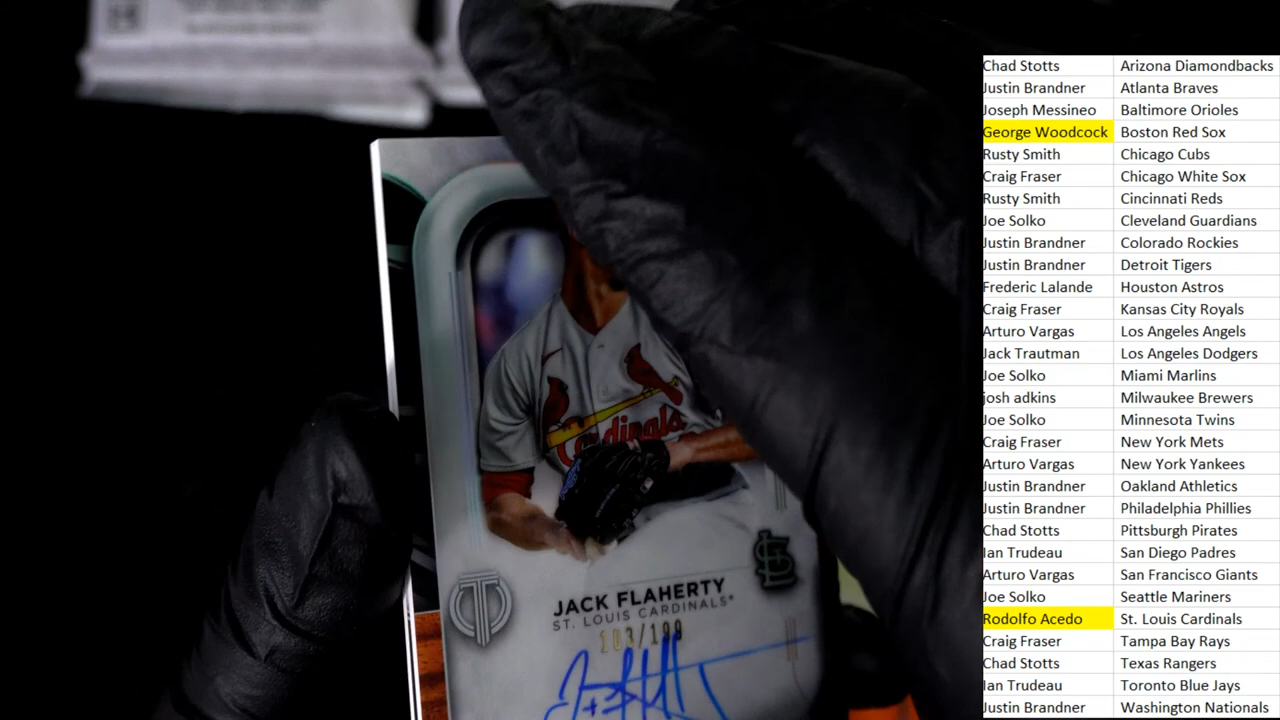 Cardinals
JACK FLAHERTY
ST. LOUIS CARDINALS
103/199
Chad Stotts Arizona Diamondbacks
Justin Brandner Atlanta Braves
Joseph Messineo Baltimore Orioles
George Woodcock Boston Red Sox
Rusty Smith Chicago Cubs
Craig Fraser Chicago White Sox
Rusty Smith Cincinnati Reds
Joe Solko Cleveland Guardians
Justin Brandner Colorado Rockies
Justin Brandner Detroit Tigers
Frederic Lalande Houston Astros
Craig Fraser Kansas City Royals
Arturo Vargas Los Angeles Angels
Jack Trautman Los Angeles Dodgers
Joe Solko Miami Marlins
josh adkins Milwaukee Brewers
Joe Solko Minnesota Twins
Craig Fraser New York Mets
Arturo Vargas New York Yankees
Justin Brandner Oakland Athletics
Justin Brandner Philadelphia Phillies
Chad Stotts Pittsburgh Pirates
Ian Trudeau San Diego Padres
Arturo Vargas San Francisco Giants
Joe Solko Seattle Mariners
Rodolfo Acedo St. Louis Cardinals
Craig Fraser Tampa Bay Rays
Chad Stotts Texas Rangers
Ian Trudeau Toronto Blue Jays
Justin Brandner Washington Nationals